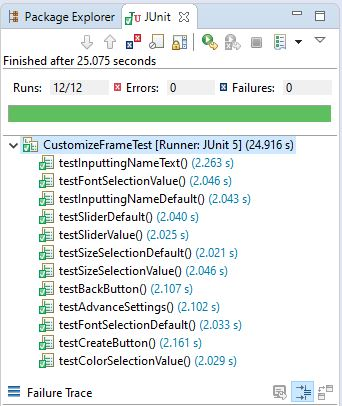 Package Explorer JUnit
Finished after 25.075 seconds
Runs: 12/12 Errors: 0 Failures: 0
CustomizeFrameTest [Runner: JUnit 5] (24.916 s)
testInputtingNameText() (2.263 s)
testFontSelectionValue() (2.046 s)
testInputtingNameDefault() (2.043 s)
testSliderDefault() (2.040 s)
testSliderValue() (2.025 s)
testSizeSelectionDefault() (2.021 s)
testSizeSelectionValue() (2.046 s)
testBackButton() (2.107 s)
testAdvanceSettings() (2.102 s)
testFontSelectionDefault() (2.033 s)
testCreateButton() (2.161 s)
testColorSelectionValue() (2.029 s)
Failure Trace